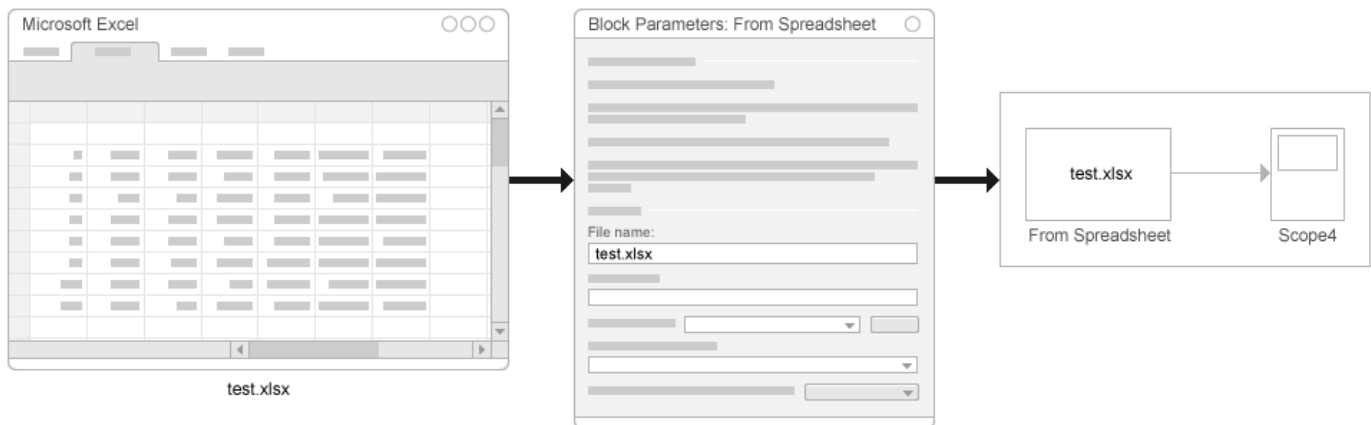 Microsoft Excel
test.xlsx
Block Parameters: From Spreadsheet
File name:
test.xlsx
test.xlsx
From Spreadsheet
Scope4